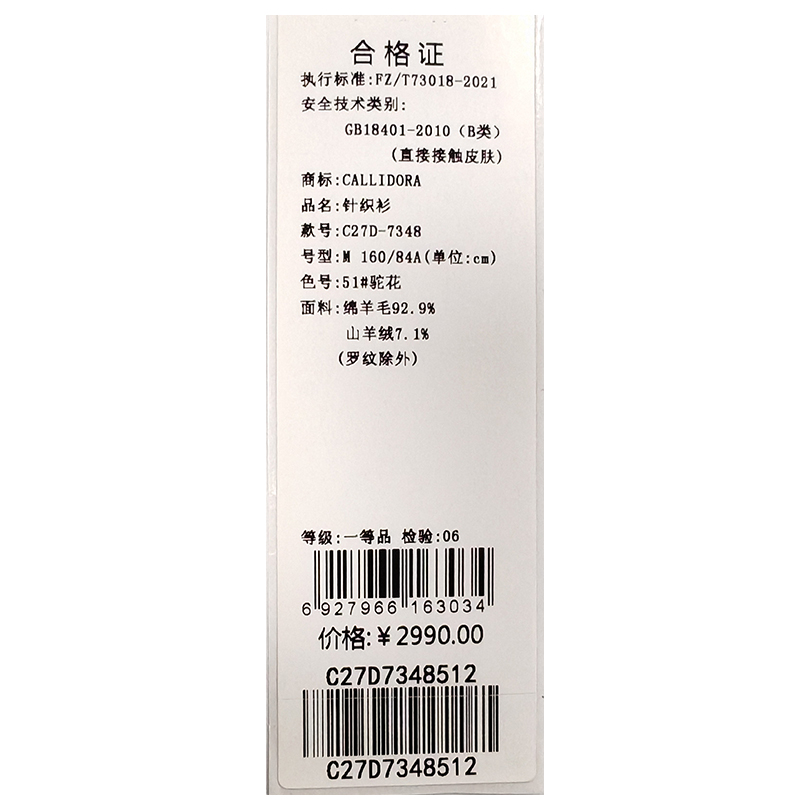 合格证
执行标准:FZ/T73018-2021
安全技术类别:
GB18401-2010（B类）
(直接接触皮肤)
商标:CALLIDORA
品名:针织衫
款号:C27D-7348
号型:M 160/84A(单位:cm)
色号:51#驼花
面料:绵羊毛92.9%
山羊绒7.1%
(罗纹除外)
等级:一等品 检验:06
6 927966 163034
价格:￥2990.00
C27D7348512
C27D7348512